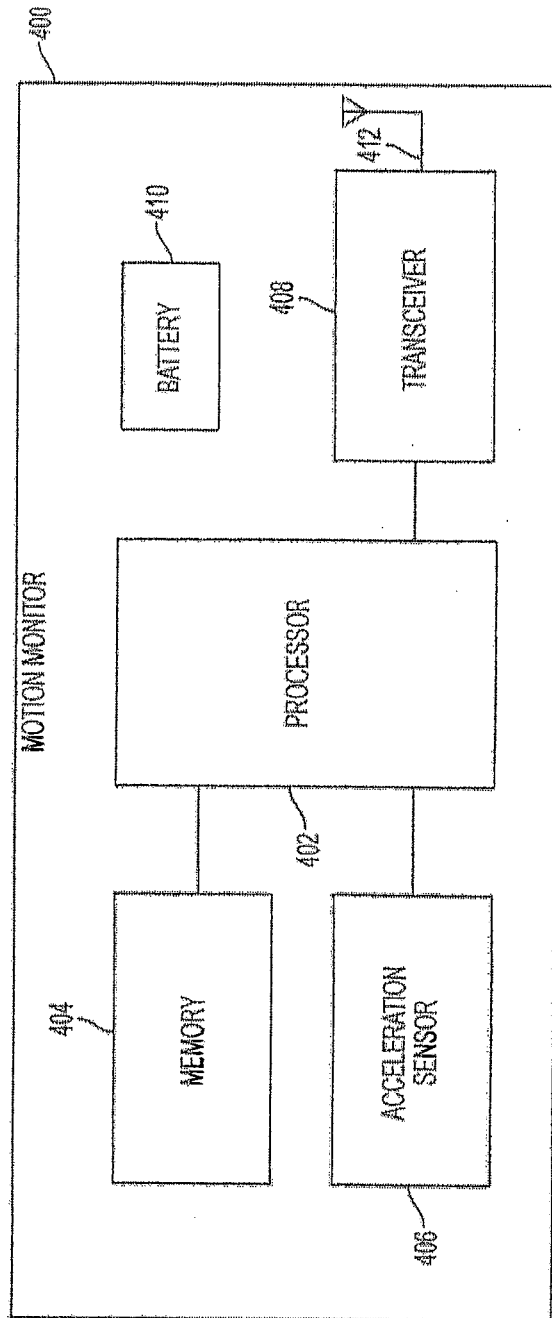 MOTION MONITOR
400
404
MEMORY
402
PROCESSOR
410
BATTERY
408
TRANSCEIVER
412
406
ACCELERATION
SENSOR